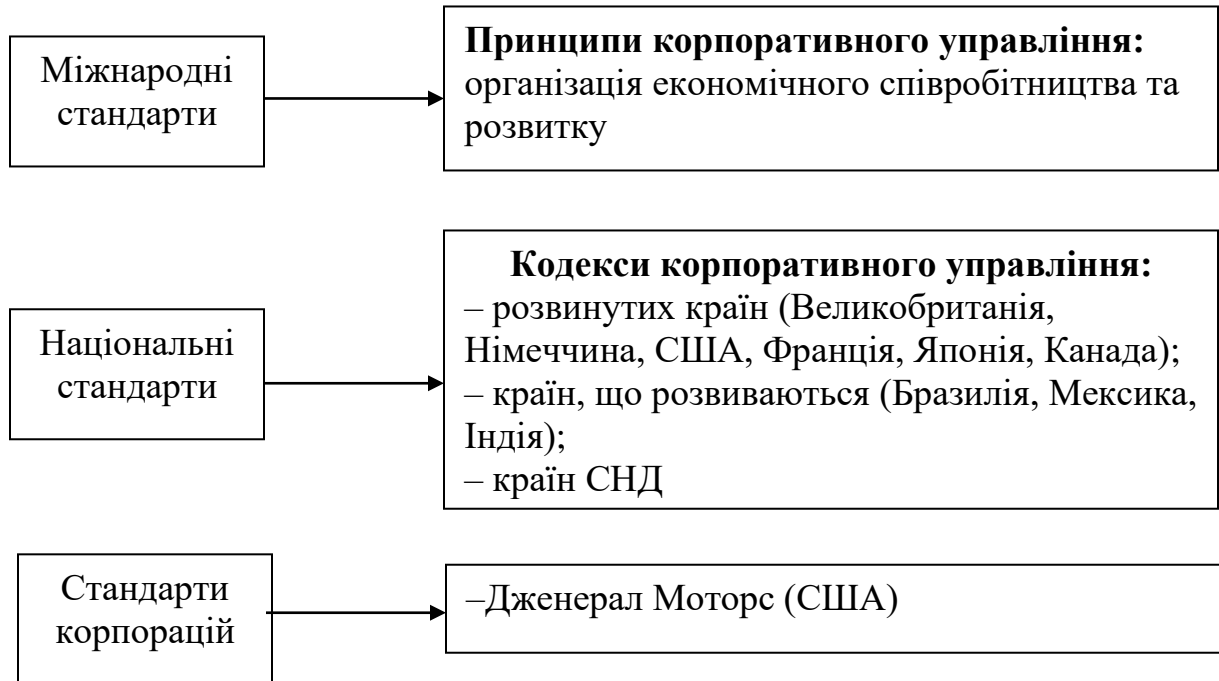 Міжнародні
стандарти
Принципи корпоративного управління:
організація економічного співробітництва та
розвитку
Національні
стандарти
Кодекси корпоративного управління:
– розвинутих країн (Великобританія,
Німеччина, США, Франція, Японія, Канада);
– країн, що розвиваються (Бразилія, Мексика,
Індія);
– країн СНД
Стандарти
корпорацій
–Дженерал Моторс (США)